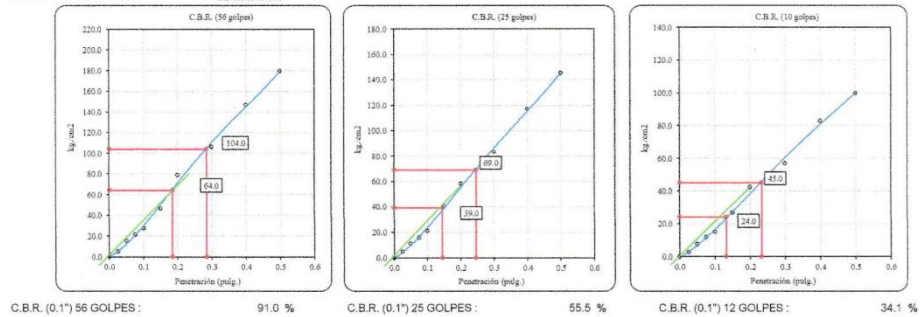 C.B.R. (56 golpes)
220.0
200.0
180.0
160.0
140.0
120.0
100.0
80.0
60.0
40.0
20.0
0.0
kg./cm2
104.0
64.0
0.0 0.1 0.2 0.3 0.4 0.5 0.6
Penetración (pulg.)
C.B.R. (0.1") 56 GOLPES : 91.0 %
C.B.R. (25 golpes)
180.0
160.0
140.0
120.0
100.0
80.0
60.0
40.0
20.0
0.0
kg./cm2
69.0
39.0
0.0 0.1 0.2 0.3 0.4 0.5 0.6
Penetración (pulg.)
C.B.R. (0.1") 25 GOLPES : 55.5 %
C.B.R. (10 golpes)
140.0
120.0
100.0
80.0
60.0
40.0
20.0
0.0
kg./cm2
45.0
24.0
0.0 0.1 0.2 0.3 0.4 0.5 0.6
Penetración (pulg.)
C.B.R. (0.1") 12 GOLPES : 34.1 %